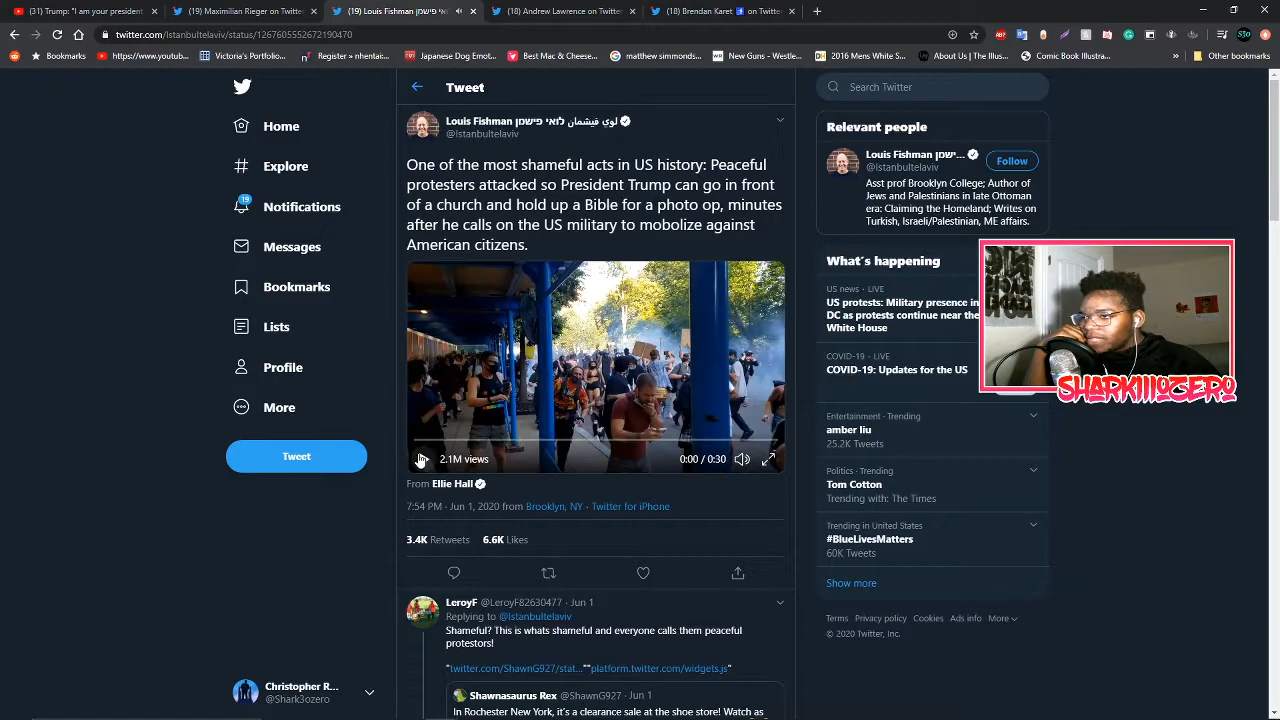 (31) Trump: "I am your president
(19) Maximilian Rieger on Twitter
(19) Louis Fishman לואי פישמן
(18) Andrew Lawrence on Twitter
(18) Brendan Karet on Twitter
twitter.com/Istanbultelaviv/status/1267605552672190470
Bookmarks
https://www.youtub...
Victoria's Portfolio...
Register » nhentai...
Japanese Dog Emot...
Best Mac & Cheese...
matthew simmonds...
New Guns - Westle...
2016 Mens White S...
About Us | The Illus...
Comic Book Illustra...
»
Other bookmarks
Home
Explore
19
Notifications
Messages
Bookmarks
Lists
Profile
More
Tweet
Christopher R...
@Shark3ozero
Tweet
Louis Fishman لوي فيشمان לואי פישמן
@Istanbultelaviv
One of the most shameful acts in US history: Peaceful
protesters attacked so President Trump can go in front
of a church and hold up a Bible for a photo op, minutes
after he calls on the US military to mobolize against
American citizens.
2.1M views
0:00 / 0:30
From Ellie Hall
7:54 PM · Jun 1, 2020 from Brooklyn, NY · Twitter for iPhone
3.4K Retweets 6.6K Likes
LeroyF @LeroyF82630477 · Jun 1
Replying to @Istanbultelaviv
Shameful? This is whats shameful and everyone calls them peaceful
protestors!
"twitter.com/ShawnG927/stat...""platform.twitter.com/widgets.js"
Shawnasaurus Rex @ShawnG927 · Jun 1
In Rochester New York, it's a clearance sale at the shoe store! Watch as
Search Twitter
Relevant people
Louis Fishman ישמן...
@Istanbultelaviv
Follow
Asst prof Brooklyn College; Author of
Jews and Palestinians in late Ottoman
era: Claiming the Homeland; Writes on
Turkish, Israeli/Palestinian, ME affairs.
What's happening
US news · LIVE
US protests: Military presence in
DC as protests continue near the
White House
COVID-19 · LIVE
COVID-19: Updates for the US
SHARKIIIOZERO
Entertainment · Trending
amber liu
25.2K Tweets
Politics · Trending
Tom Cotton
Trending with: The Times
Trending in United States
#BlueLivesMatters
60K Tweets
Show more
Terms Privacy policy Cookies Ads info More
© 2020 Twitter, Inc.